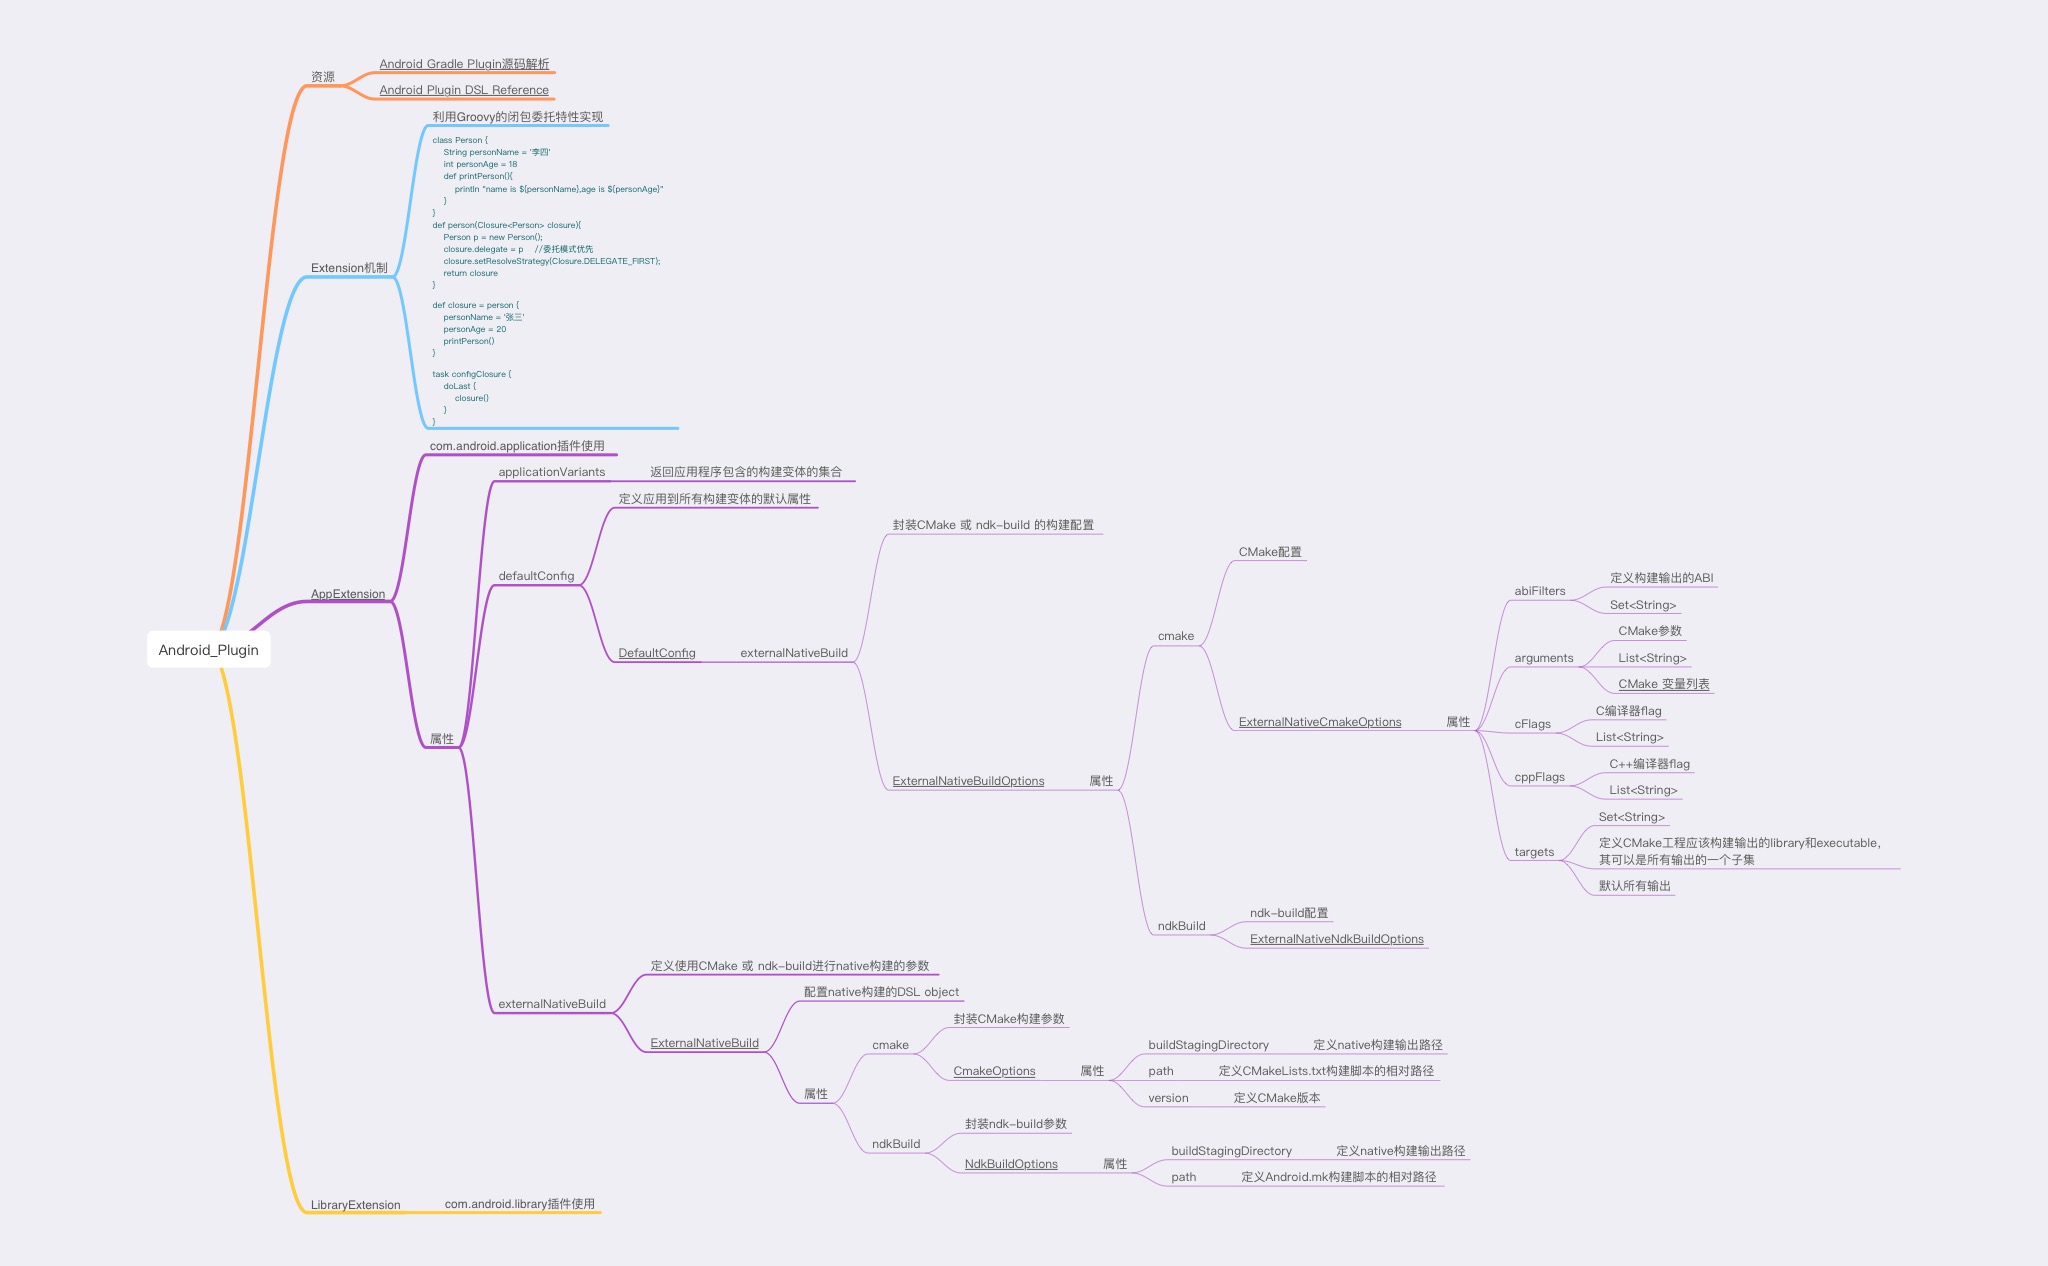 Android_Plugin
资源
Android Gradle Plugin源码解析
Android Plugin DSL Reference
Extension机制
利用Groovy的闭包委托特性实现
class Person {
String personName = '李四'
int personAge = 18
def printPerson(){
println "name is ${personName},age is ${personAge}"
}
}
def person(Closure<Person> closure){
Person p = new Person();
closure.delegate = p //委托模式优先
closure.setResolveStrategy(Closure.DELEGATE_FIRST);
return closure
}
def closure = person {
personName = '张三'
personAge = 20
printPerson()
}
task configClosure {
doLast {
closure()
}
}
AppExtension
com.android.application插件使用
属性
applicationVariants
返回应用程序包含的构建变体的集合
defaultConfig
定义应用到所有构建变体的默认属性
DefaultConfig
externalNativeBuild
封装CMake 或 ndk-build 的构建配置
ExternalNativeBuildOptions
属性
cmake
CMake配置
ExternalNativeCmakeOptions
属性
abiFilters
定义构建输出的ABI
Set<String>
arguments
CMake参数
List<String>
CMake 变量列表
cFlags
C编译器flag
List<String>
cppFlags
C++编译器flag
List<String>
targets
Set<String>
定义CMake工程应该构建输出的library和executable，
其可以是所有输出的一个子集
默认所有输出
ndkBuild
ndk-build配置
ExternalNativeNdkBuildOptions
externalNativeBuild
定义使用CMake 或 ndk-build进行native构建的参数
ExternalNativeBuild
配置native构建的DSL object
属性
cmake
封装CMake构建参数
CmakeOptions
属性
buildStagingDirectory
定义native构建输出路径
path
定义CMakeLists.txt构建脚本的相对路径
version
定义CMake版本
ndkBuild
封装ndk-build参数
NdkBuildOptions
属性
buildStagingDirectory
定义native构建输出路径
path
定义Android.mk构建脚本的相对路径
LibraryExtension
com.android.library插件使用